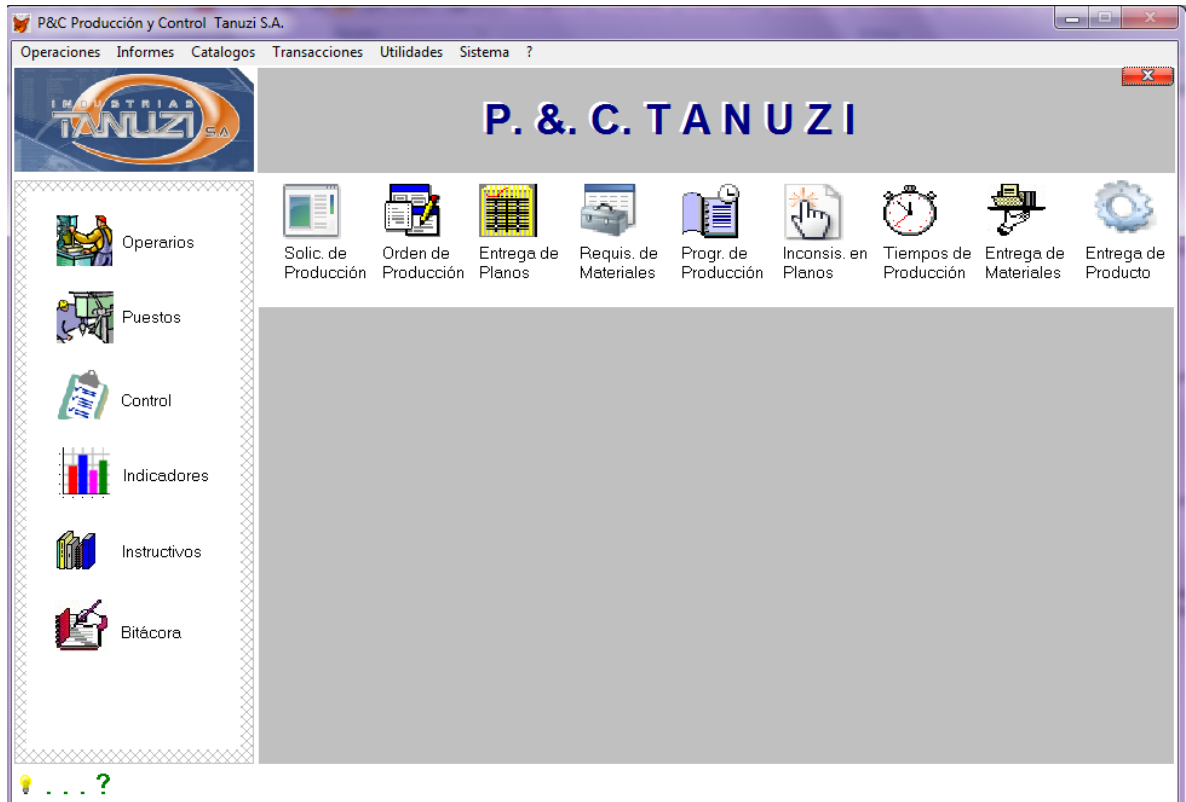 P&C Producción y Control Tanuzi S.A.
Operaciones Informes Catalogos Transacciones Utilidades Sistema ?
INDUSTRIAS
TANUZI S.A
P. &. C. T A N U Z I
Solic. de
Producción
Orden de
Producción
Entrega de
Planos
Requis. de
Materiales
Progr. de
Producción
Inconsis. en
Planos
Tiempos de
Producción
Entrega de
Materiales
Entrega de
Producto
Operarios
Puestos
Control
Indicadores
Instructivos
Bitácora
. . . ?